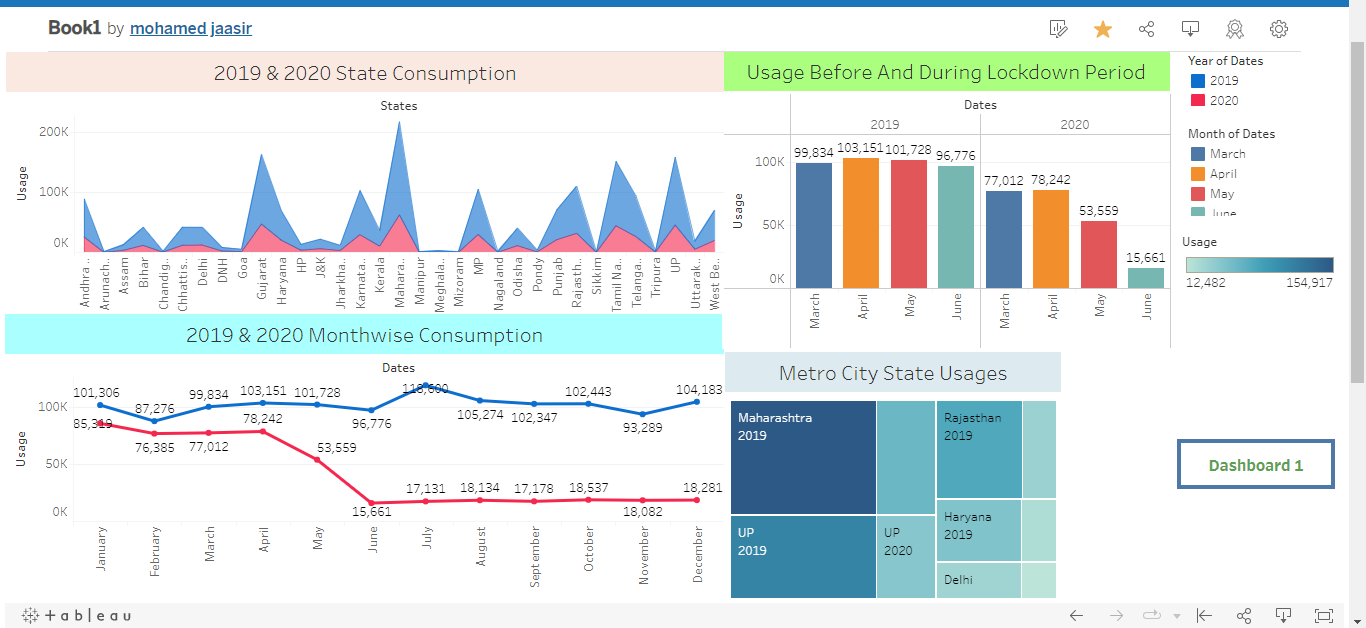 Book1 by mohamed jaasir
2019 & 2020 State Consumption
States
Usage
200K
100K
0K
Andhra ..
Arunach..
Assam
Bihar
Chandig..
Chhattis..
Delhi
DNH
Goa
Gujarat
Haryana
HP
J&K
Jharkha..
Karnata..
Kerala
Mahara..
Manipur
Meghala..
Mizoram
MP
Nagaland
Odisha
Pondy
Punjab
Rajasth..
Sikkim
Tamil Na..
Telanga..
Tripura
UP
Uttarak..
West Be..
Usage Before And During Lockdown Period
Dates
2019 2020
Usage
100K
50K
0K
99,834 103,151 101,728 96,776
77,012 78,242 53,559 15,661
March April May June March April May June
Year of Dates
2019
2020
Month of Dates
March
April
May
June
Usage
12,482 154,917
2019 & 2020 Monthwise Consumption
Dates
Usage
100K
50K
0K
101,306 87,276 99,834 103,151 101,728 96,776 105,274 102,347 102,443 93,289 104,183
76,385 77,012 78,242 53,559 15,661 17,131 18,134 17,178 18,537 18,082 18,281
January February March April May June July August September October November December
Metro City State Usages
Maharashtra
2019
UP
2019
UP
2020
Rajasthan
2019
Haryana
2019
Delhi
Dashboard 1
+ableau